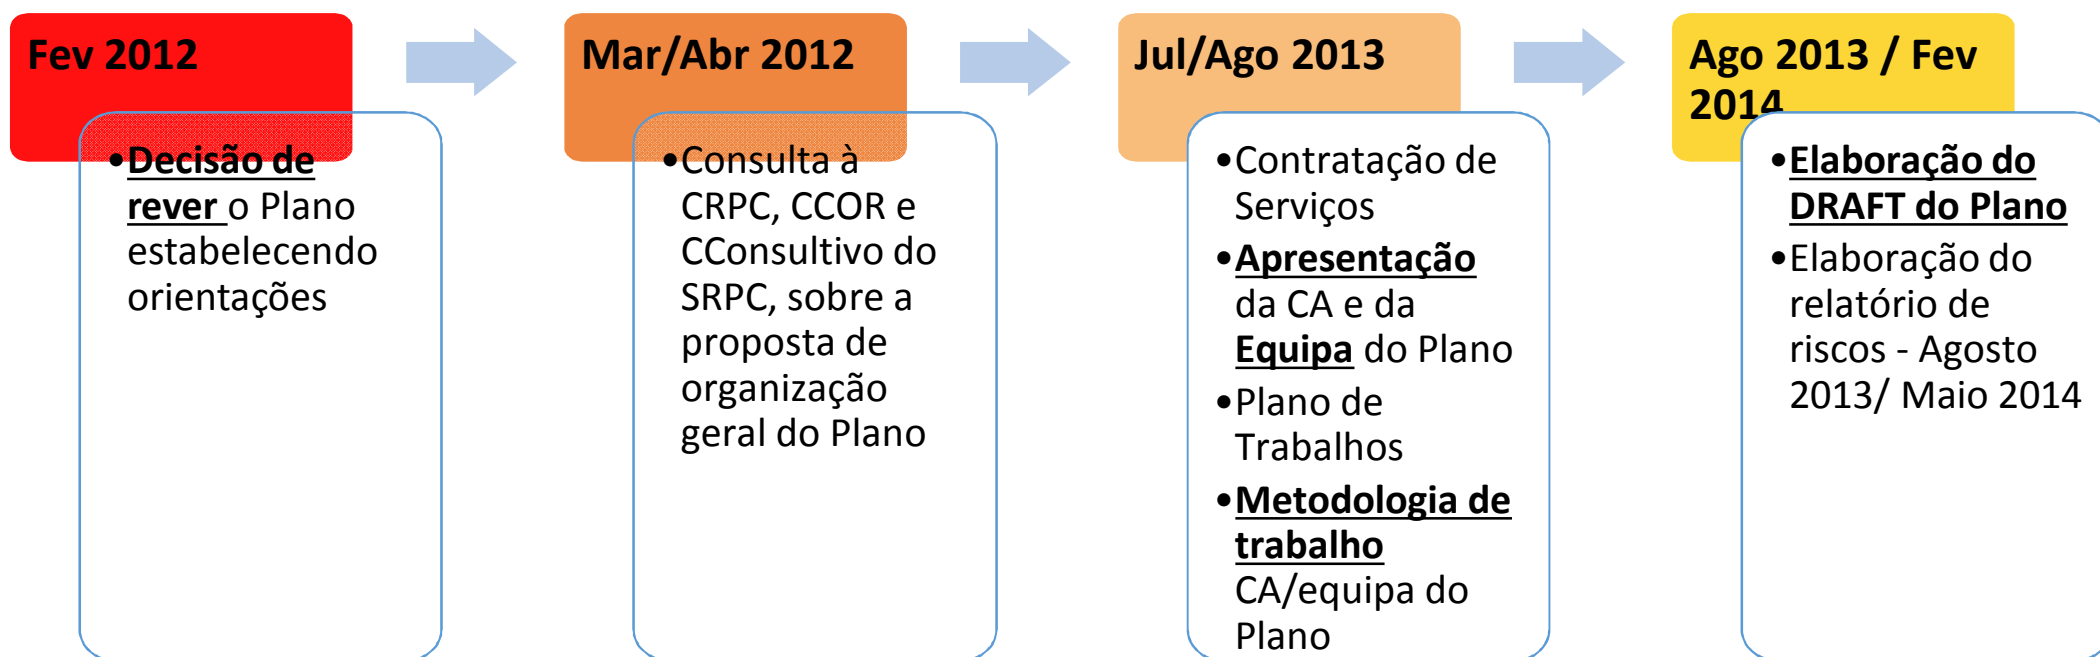 Fev 2012
•Decisão de
rever o Plano
estabelecendo
orientações
Mar/Abr 2012
•Consulta à
CRPC, CCOR e
CConsultivo do
SRPC, sobre a
proposta de
organização
geral do Plano
Jul/Ago 2013
•Contratação de
Serviços
•Apresentação
da CA e da
Equipa do Plano
•Plano de
Trabalhos
•Metodologia de
trabalho
CA/equipa do
Plano
Ago 2013 / Fev
2014
•Elaboração do
DRAFT do Plano
•Elaboração do
relatório de
riscos - Agosto
2013/ Maio 2014